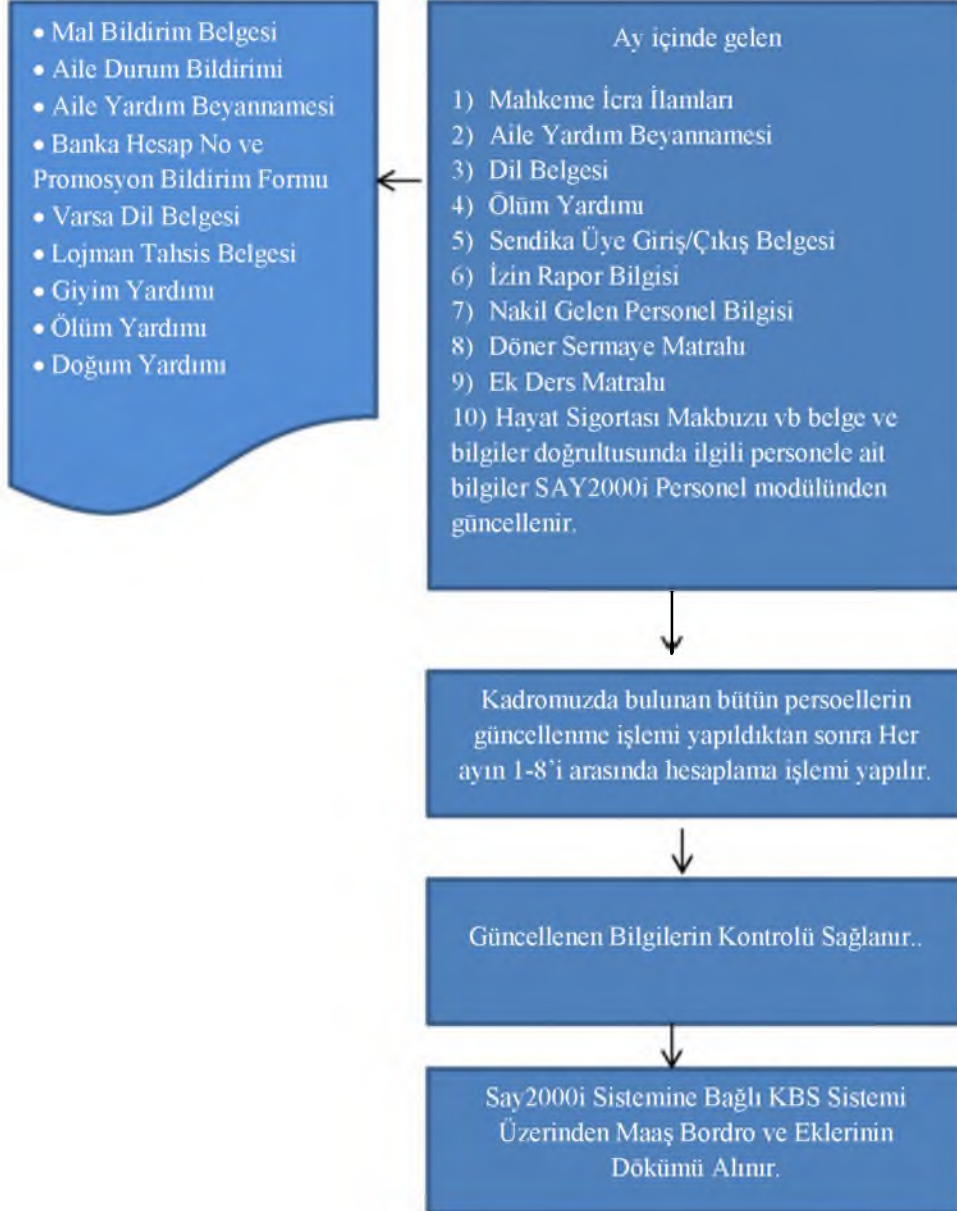 • Mal Bildirim Belgesi
• Aile Durum Bildirimi
• Aile Yardım Beyannamesi
• Banka Hesap No ve
Promosyon Bildirim Formu
• Varsa Dil Belgesi
• Lojman Tahsis Belgesi
• Giyim Yardımı
• Ölüm Yardımı
• Doğum Yardımı
Ay içinde gelen
1) Mahkeme İcra İlamları
2) Aile Yardım Beyannamesi
3) Dil Belgesi
4) Ölüm Yardımı
5) Sendika Üye Giriş/Çıkış Belgesi
6) İzin Rapor Bilgisi
7) Nakil Gelen Personel Bilgisi
8) Döner Sermaye Matrahı
9) Ek Ders Matrahı
10) Hayat Sigortası Makbuzu vb belge ve
bilgiler doğrultusunda ilgili personele ait
bilgiler SAY2000i Personel modülünden
güncellenir.
Kadromuzda bulunan bütün persoellerin
güncellenme işlemi yapıldıktan sonra Her
ayın 1-8’i arasında hesaplama işlemi yapılır.
Güncellenen Bilgilerin Kontrolü Sağlanır..
Say2000i Sistemine Bağlı KBS Sistemi
Üzerinden Maaş Bordro ve Eklerinin
Dökümü Alınır.